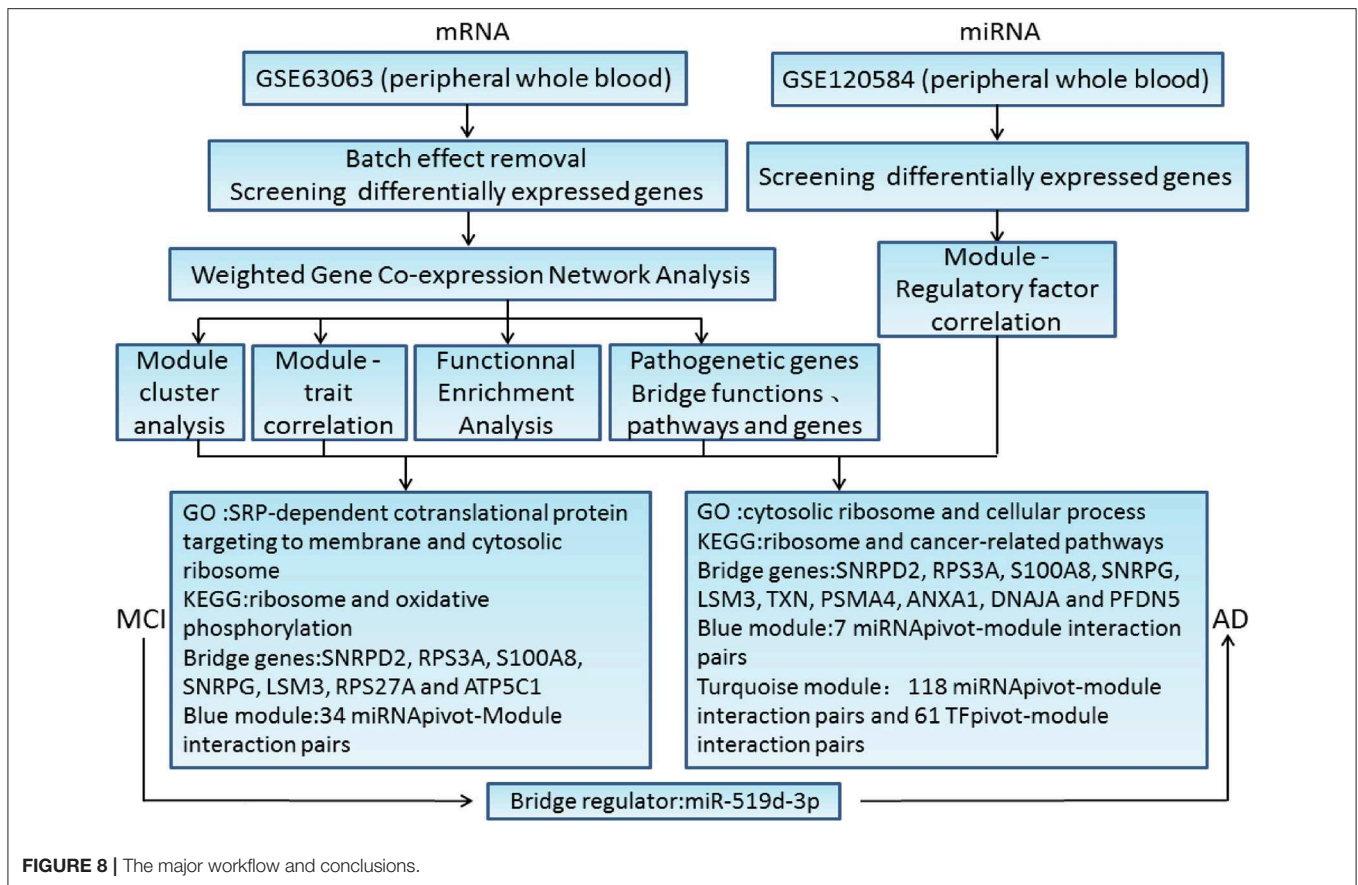 mRNA
miRNA
GSE63063 (peripheral whole blood)
GSE120584 (peripheral whole blood)
Batch effect removal
Screening differentially expressed genes
Screening differentially expressed genes
Weighted Gene Co-expression Network Analysis
Module -
Regulatory factor
correlation
Module
cluster
analysis
Module -
trait
correlation
Functionnal
Enrichment
Analysis
Pathogenetic genes
Bridge functions 、
pathways and genes
MCI
GO :SRP-dependent cotranslational protein
targeting to membrane and cytosolic
ribosome
KEGG:ribosome and oxidative
phosphorylation
Bridge genes:SNRPD2, RPS3A, S100A8,
SNRPG, LSM3, RPS27A and ATP5C1
Blue module:34 miRNApivot-Module
interaction pairs
GO :cytosolic ribosome and cellular process
KEGG:ribosome and cancer-related pathways
Bridge genes:SNRPD2, RPS3A, S100A8, SNRPG,
LSM3, TXN, PSMA4, ANXA1, DNAJA and PFDN5
Blue module:7 miRNApivot-module interaction
pairs
Turquoise module： 118 miRNApivot-module
interaction pairs and 61 TFpivot-module
interaction pairs
AD
Bridge regulator:miR-519d-3p
FIGURE 8 | The major workflow and conclusions.